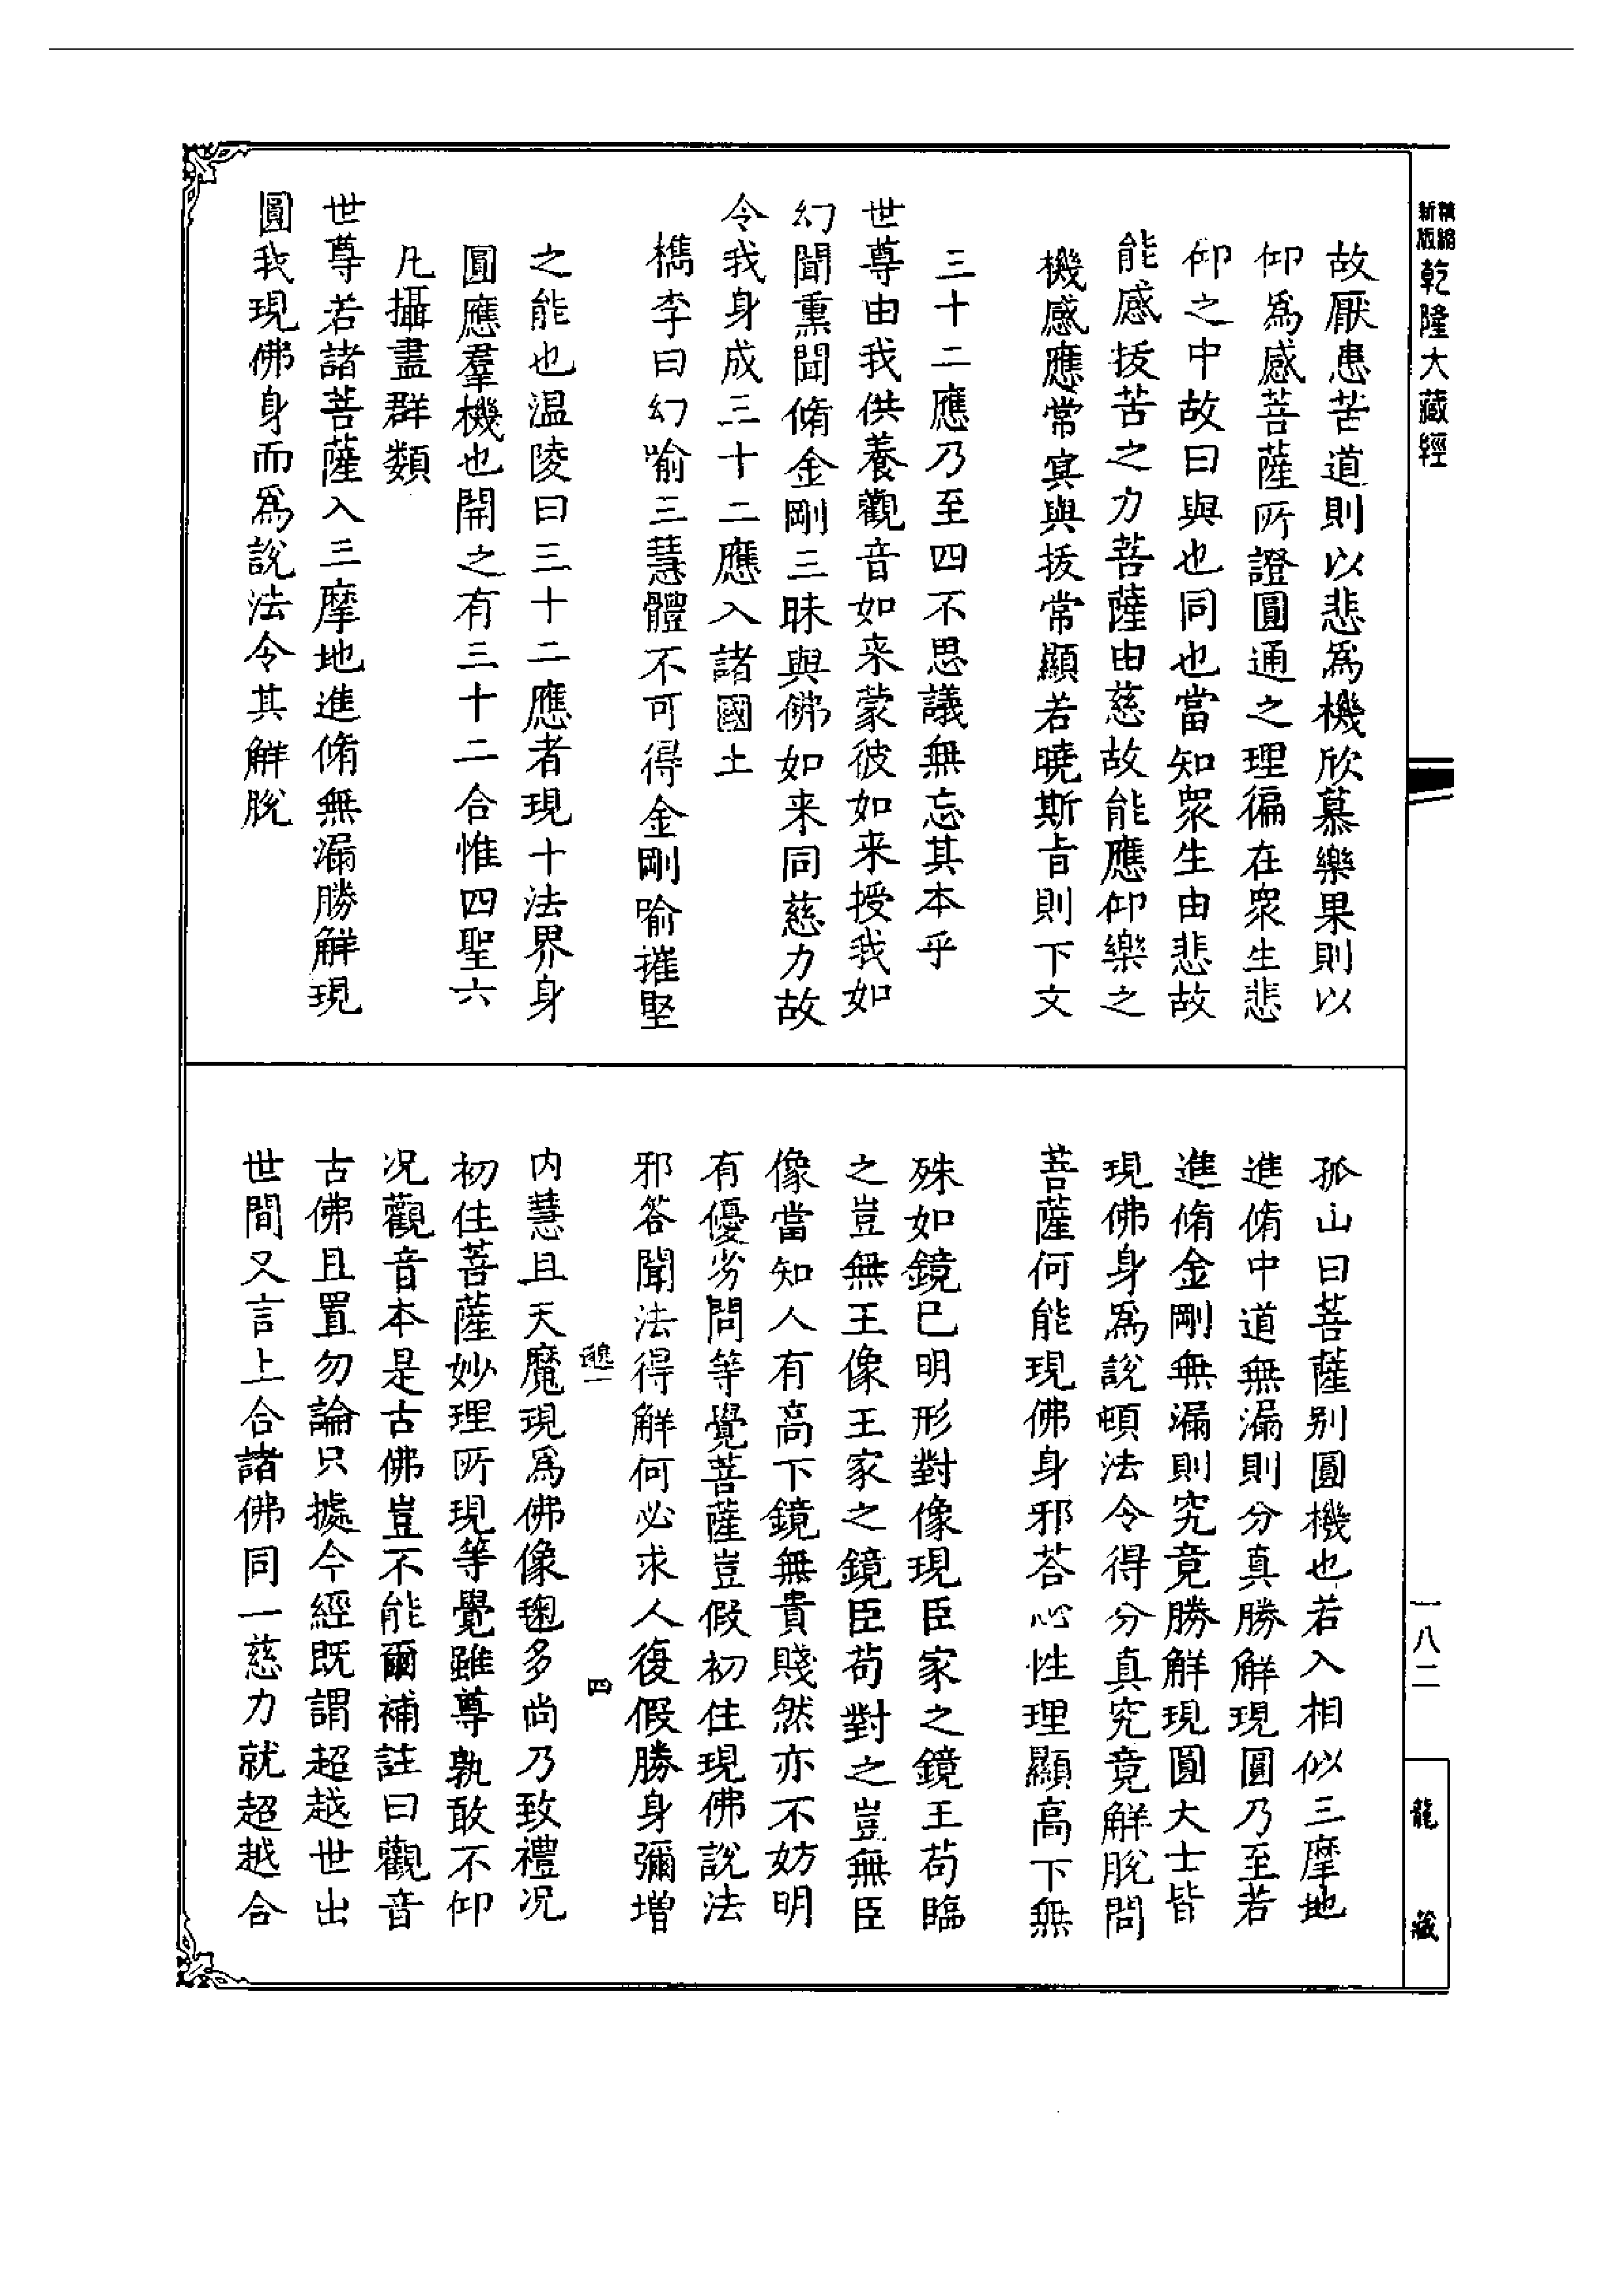 精縮新版
乾隆大藏經
故厭患苦道則以悲爲機欣慕樂果則以
仰爲感菩薩所證圓通之理徧在衆生悲
仰之中故曰與也同也當知衆生由悲故
能感拔苦之力菩薩由慈故能應仰樂之
機感應常㝠與拔常顯若曉斯旨則下文
三十二應乃至四不思議無忘其本乎
世尊由我供養觀音如來蒙彼如來授我如
幻聞熏聞脩金剛三昧與佛如来同慈力故
令我身成三十二應入諸國土
檇李曰幻喻三慧體不可得金剛喻摧堅
之能也温陵曰三十二應者現十法界身
圓應羣機也開之有三十二合惟四聖六
凡攝盡群類
世尊若諸菩薩入三摩地進脩無漏勝解現
圓我現佛身而爲說法令其解脫
孤山曰菩薩別圓機也若入相似三摩地
進脩中道無漏則分真勝解現圓乃至若
進脩金剛無漏則究竟勝解現圓大士皆
現佛身爲說頓法令得分真究竟解脫問
菩薩何能現佛身邪荅心性理顯高下無
殊如鏡已明形對像現臣家之鏡王苟臨
之豈無王像王家之鏡臣苟對之豈無臣
像當知人有高下鏡無貴賤然亦不妨明
有優劣問等覺菩薩豈假初住現佛說法
邪答聞法得解何必求人復假勝身彌增
四
内慧且天魔現爲佛像毱多尚乃致禮况
初住菩薩妙理所現等覺雖尊孰敢不仰
况觀音本是古佛豈不能爾補註曰觀音
古佛且置勿論只據今經既謂超越世出
世間又言上合諸佛同一慈力就超越合
一八二
龍藏